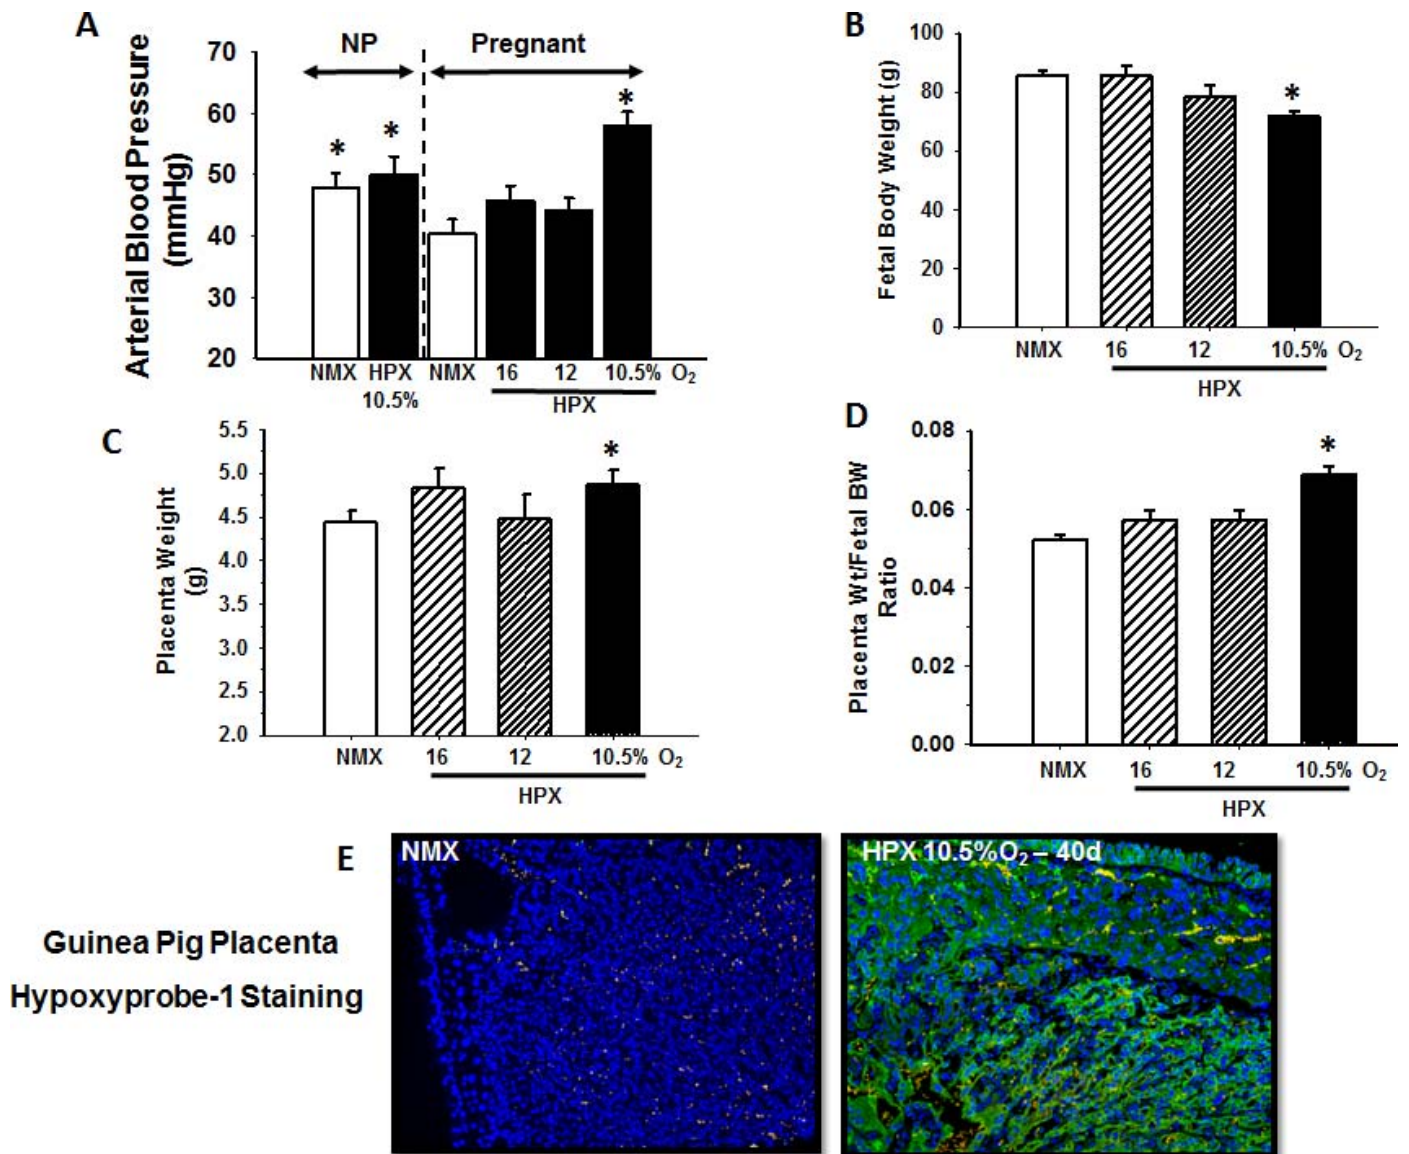 A
Arterial Blood Pressure
(mmHg)
70
60
50
40
30
20
NP
Pregnant
*
*
*
NMX
HPX
10.5%
NMX
16
12
10.5%
O₂
HPX
B
Fetal Body Weight (g)
100
80
60
40
20
0
*
NMX
16
12
10.5%
O₂
HPX
C
Placenta Weight
(g)
5.5
5.0
4.5
4.0
3.5
3.0
2.5
2.0
*
NMX
16
12
10.5%
O₂
HPX
D
Placenta Wt/Fetal BW
Ratio
0.08
0.06
0.04
0.02
0.00
*
NMX
16
12
10.5%
O₂
HPX
E
Guinea Pig Placenta
Hypoxyprobe-1 Staining
NMX
HPX 10.5%O₂ – 40d